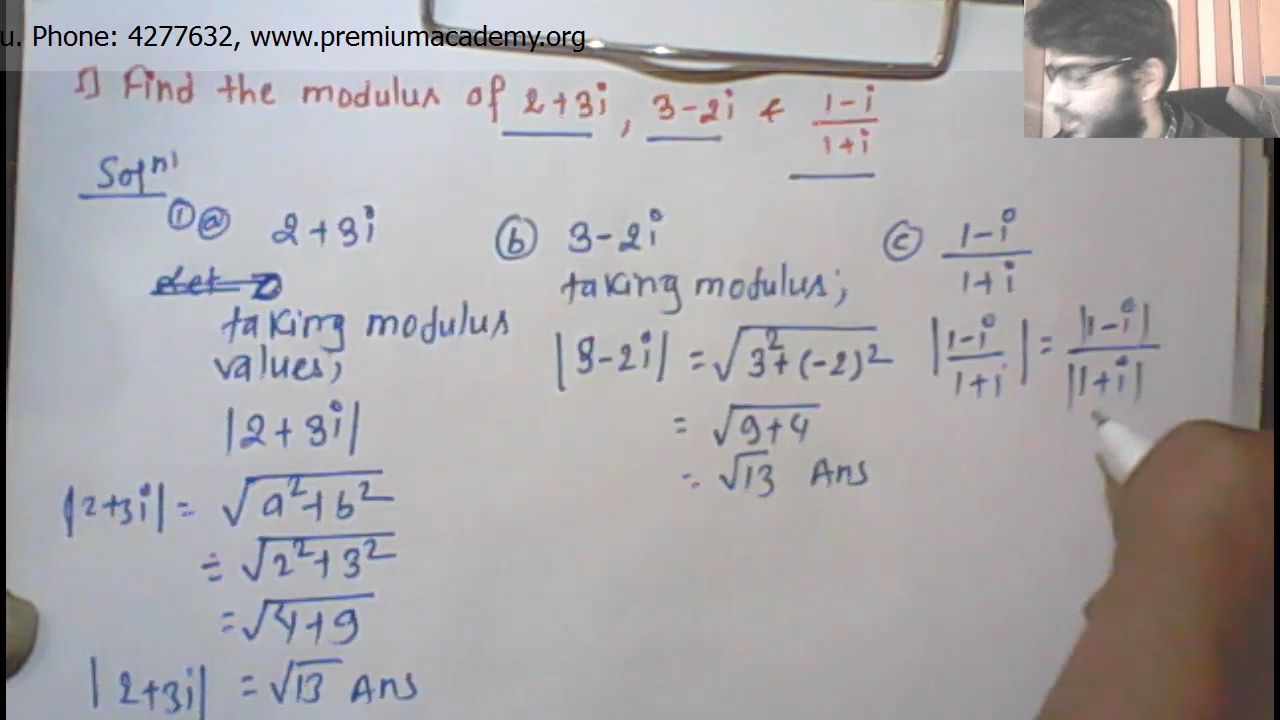 u. Phone: 4277632, www.premiumacademy.org
1) Find the modulus of 2+3i, 3-2i & 1-i/1+i
Solⁿ'
① ⓐ 2+3i
Let
taking modulus
values;
|2+3i|
|2+3i| = √a²+b²
= √2²+3²
= √4+9
|2+3i| = √13 Ans
ⓑ 3-2i
taking modulus;
|3-2i| = √3²+(-2)²
= √9+4
= √13 Ans
ⓒ 1-i/1+i
|1-i/1+i| = |1-i|/|1+i|